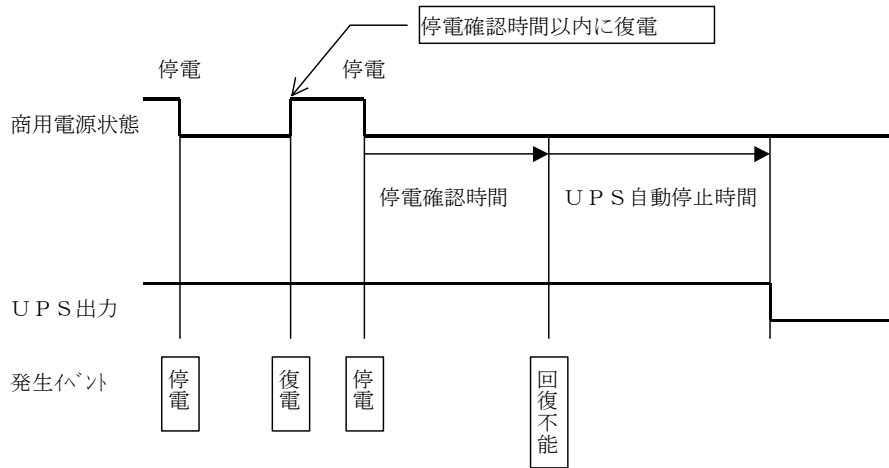 停電確認時間以内に復電
停電
停電
商用電源状態
停電確認時間
ＵＰＳ自動停止時間
ＵＰＳ出力
発生ｲﾍﾞﾝﾄ
停電
復電
停電
回復不能